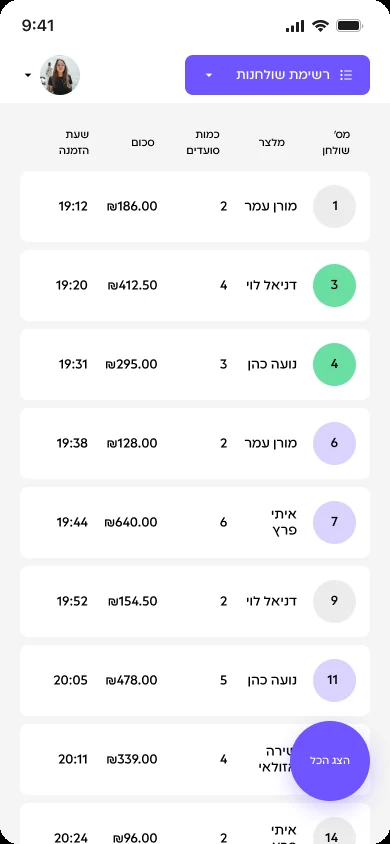 9:41
רשימת שולחנות
מס' שולחן מלצר כמות סועדים סכום שעת הזמנה
1 מורן עמר 2 ₪186.00 19:12
3 דניאל לוי 4 ₪412.50 19:20
4 נועה כהן 3 ₪295.00 19:31
6 מורן עמר 2 ₪128.00 19:38
7 איתי פרץ 6 ₪640.00 19:44
9 דניאל לוי 2 ₪154.50 19:52
11 נועה כהן 5 ₪478.00 20:05
שירה אזולאי 4 ₪339.00 20:11
הצג הכל
14 איתי פרץ 2 ₪96.00 20:24